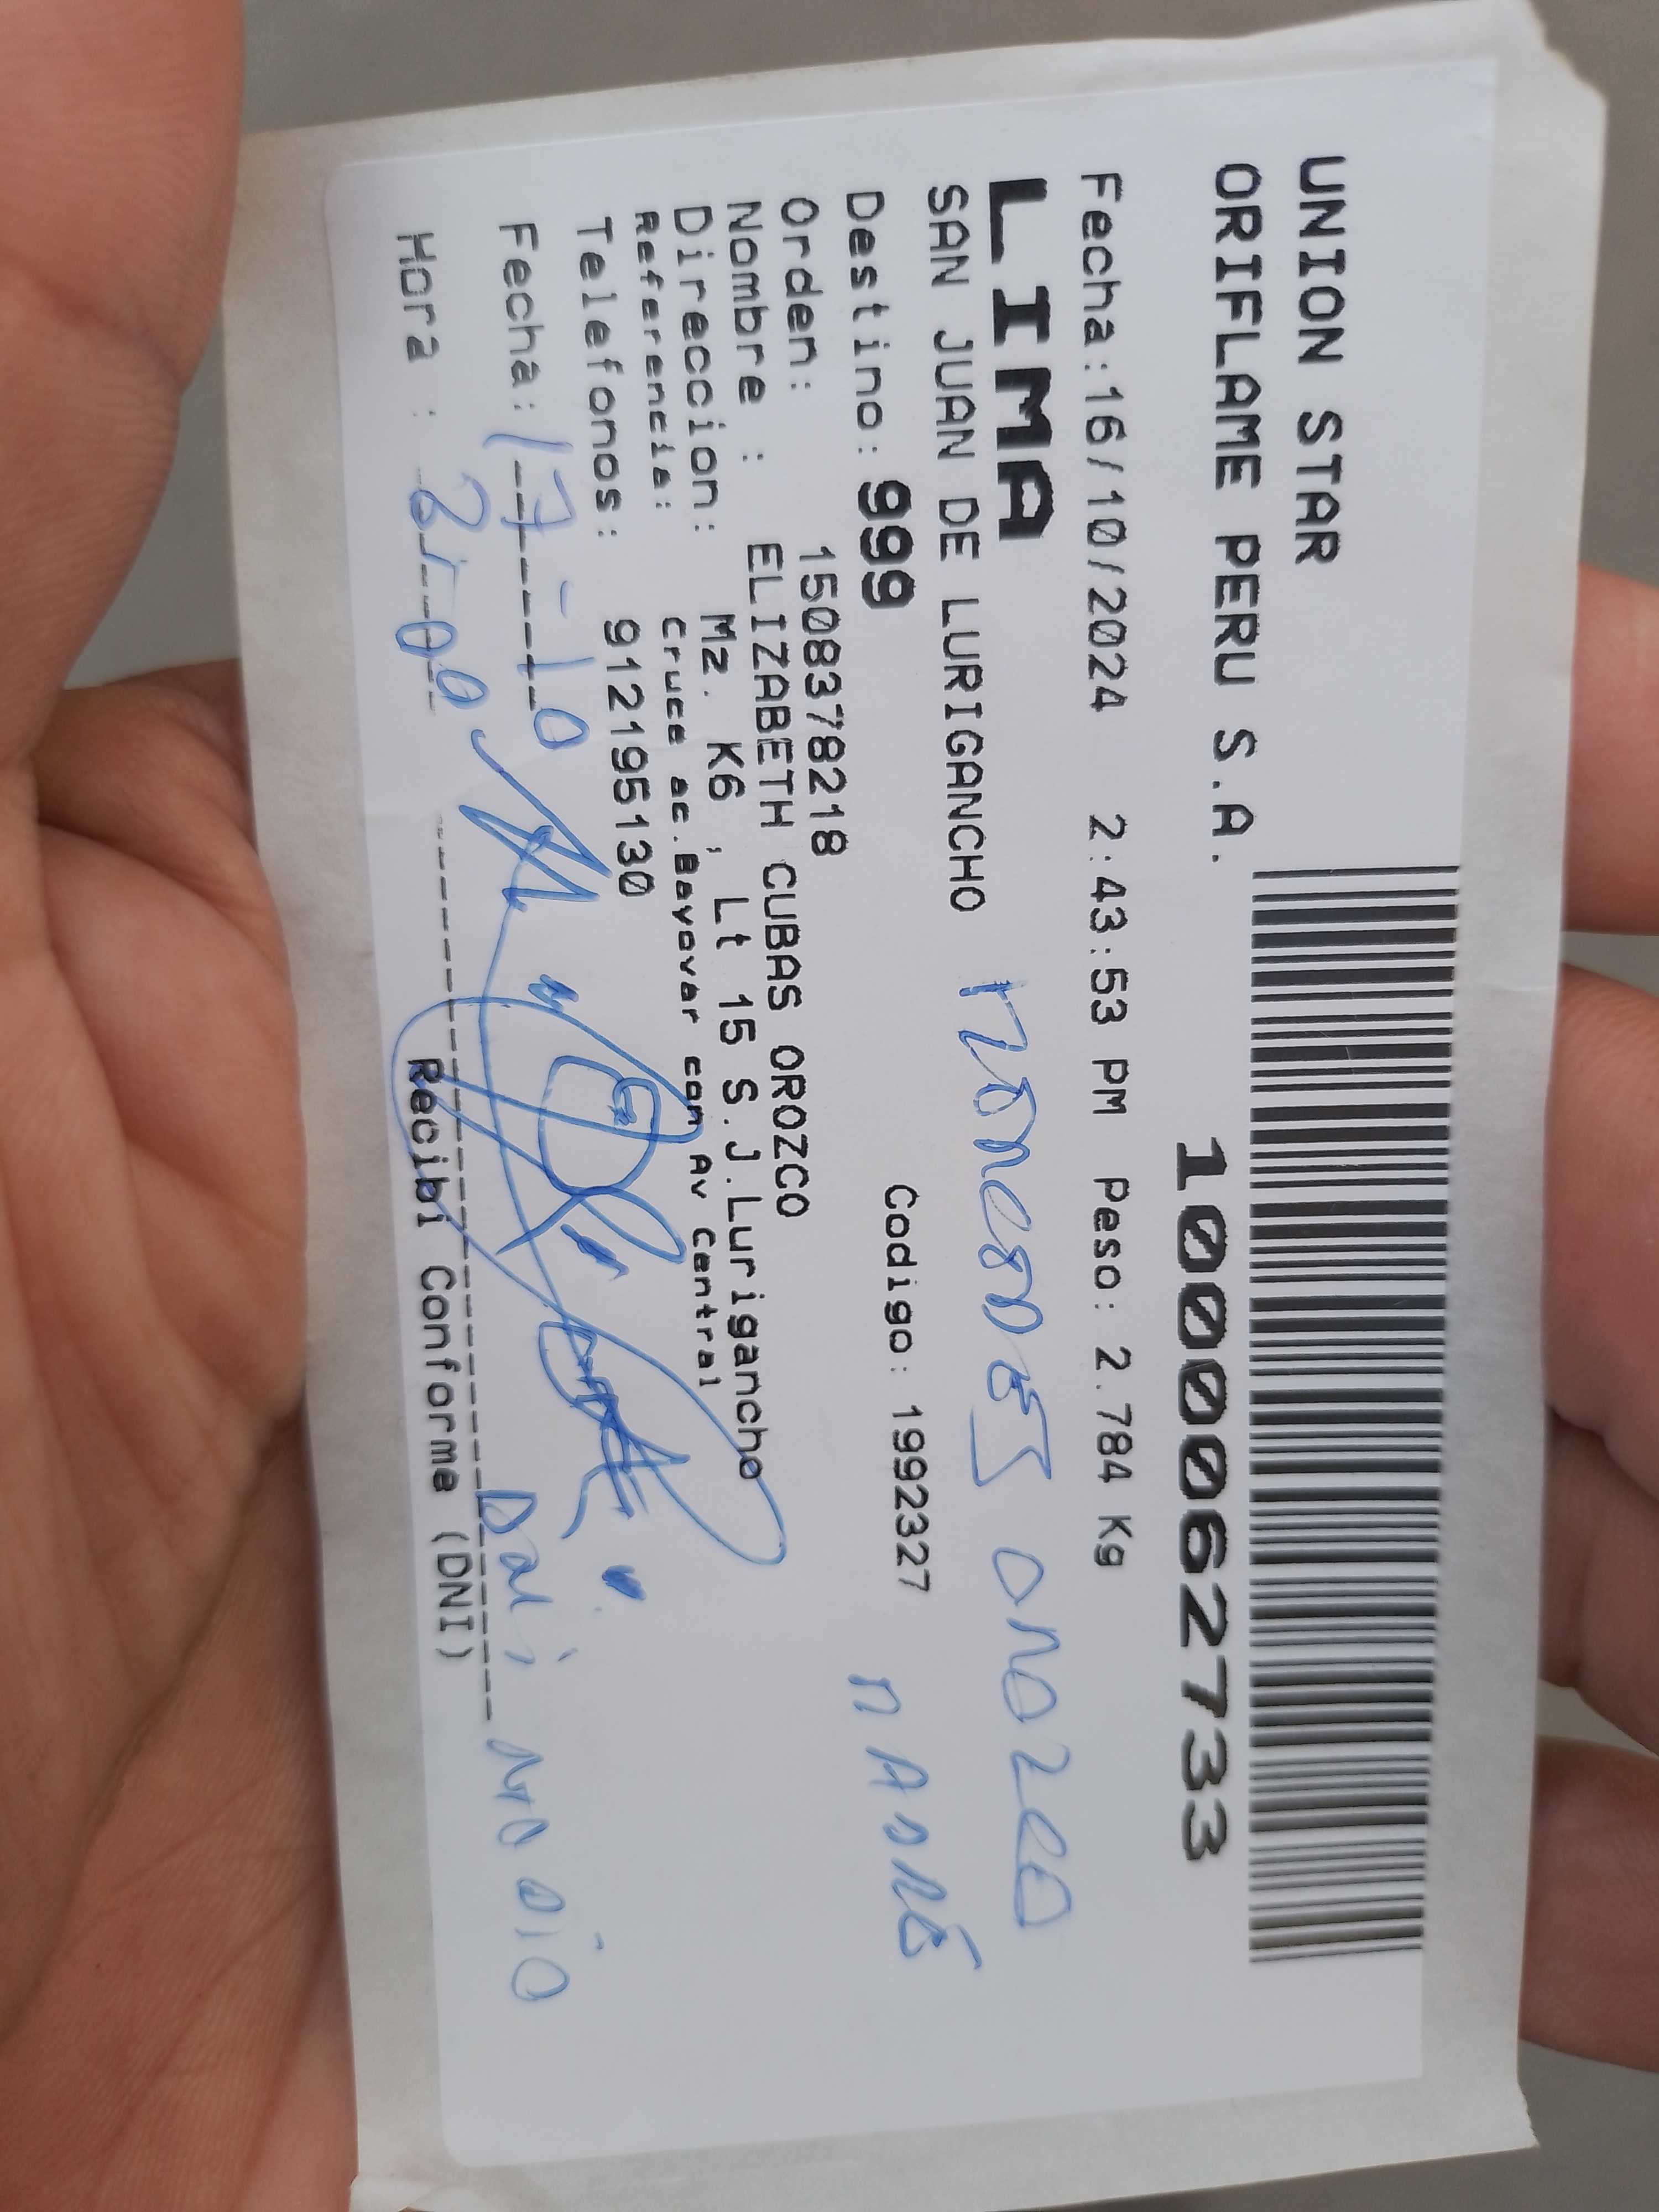 UNION STAR
ORIFLAME PERU S.A.
1000062733
Fecha:16/10/2024 2:43:53 PM Peso: 2.784 Kg
LIMA
SAN JUAN DE LURIGANCHO
Destino: 999 Codigo: 1992327
Orden: 1508378218
Nombre : ELIZABETH CUBAS OROZCO
Direccion: Mz. K6 , Lt 15 S.J.Lurigancho
Referencia: cruce ac.Bayovar con Av Central
Telefonos: 912195130
Fecha: 17-10
Hora :
Recibi Conforme (DNI)